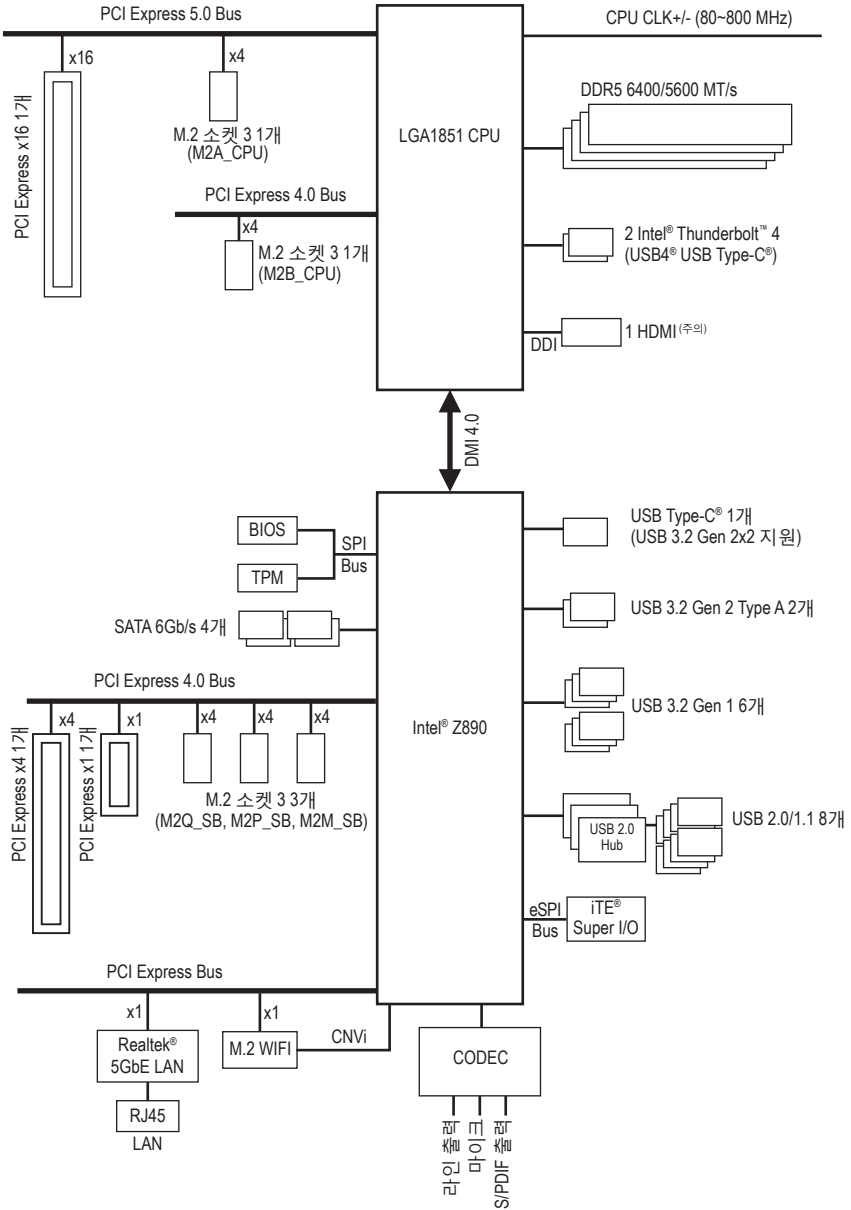 PCI Express 5.0 Bus
CPU CLK+/- (80~800 MHz)
x16
x4
PCI Express x16 1개
M.2 소켓 3 1개
(M2A_CPU)
LGA1851 CPU
DDR5 6400/5600 MT/s
PCI Express 4.0 Bus
x4
M.2 소켓 3 1개
(M2B_CPU)
2 Intel® Thunderbolt™ 4
(USB4® USB Type-C®)
DDI
1 HDMI (주의)
DMI 4.0
BIOS
TPM
SPI
Bus
USB Type-C® 1개
(USB 3.2 Gen 2x2 지원)
SATA 6Gb/s 4개
USB 3.2 Gen 2 Type A 2개
PCI Express 4.0 Bus
x4
x1
x4
x4
x4
PCI Express x4 1개
PCI Express x1 1개
M.2 소켓 3 3개
(M2Q_SB, M2P_SB, M2M_SB)
Intel® Z890
USB 3.2 Gen 1 6개
USB 2.0
Hub
USB 2.0/1.1 8개
eSPI
Bus
iTE®
Super I/O
PCI Express Bus
x1
x1
Realtek®
5GbE LAN
M.2 WIFI
CNVi
CODEC
RJ45
LAN
라인 출력
마이크
S/PDIF 출력